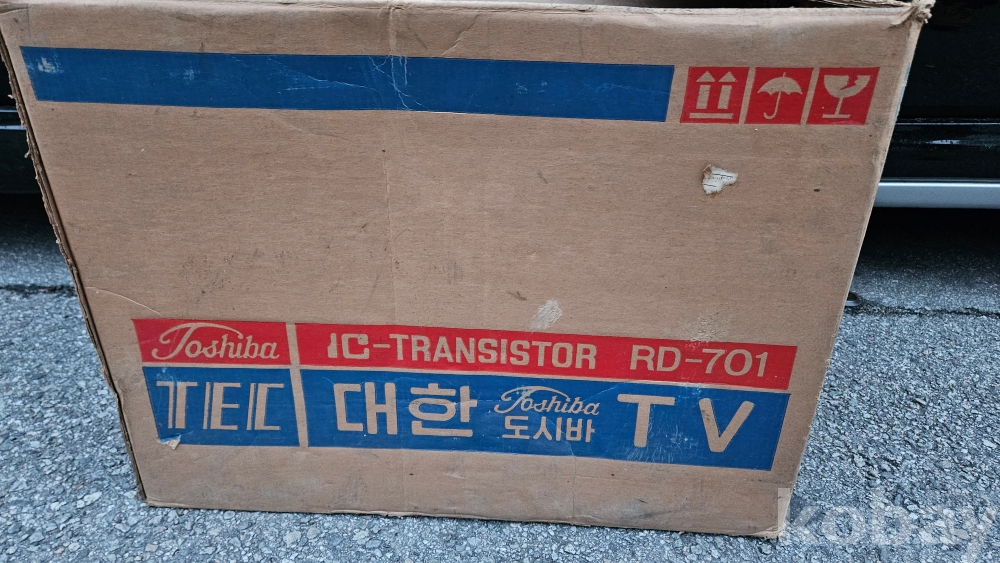 Toshiba IC-TRANSISTOR RD-701
TEC 대한 Toshiba 도시바 TV
kobay